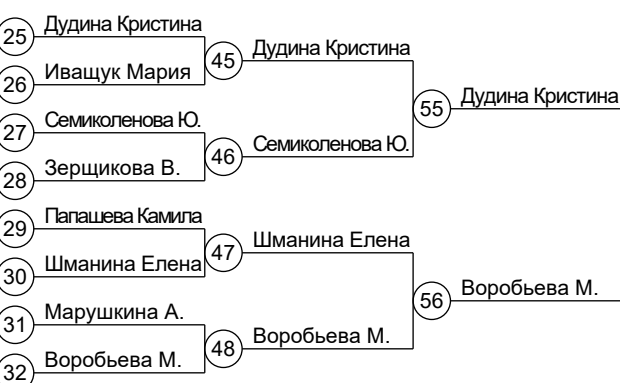 25 Дудина Кристина
26 Иващук Мария
27 Семиколенова Ю.
28 Зерщикова В.
29 Папашева Камила
30 Шманина Елена
31 Марушкина А.
32 Воробьева М.
45 Дудина Кристина
46 Семиколенова Ю.
47 Шманина Елена
48 Воробьева М.
55 Дудина Кристина
56 Воробьева М.